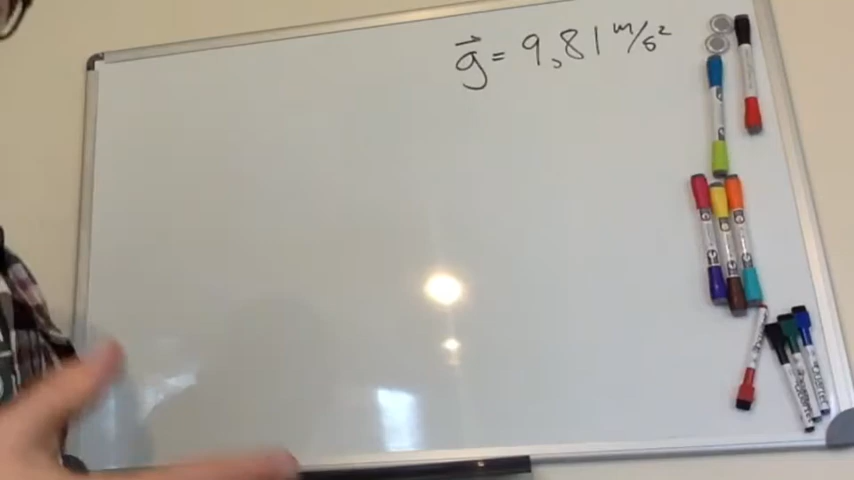 g⃗ = 9,81 m/s²